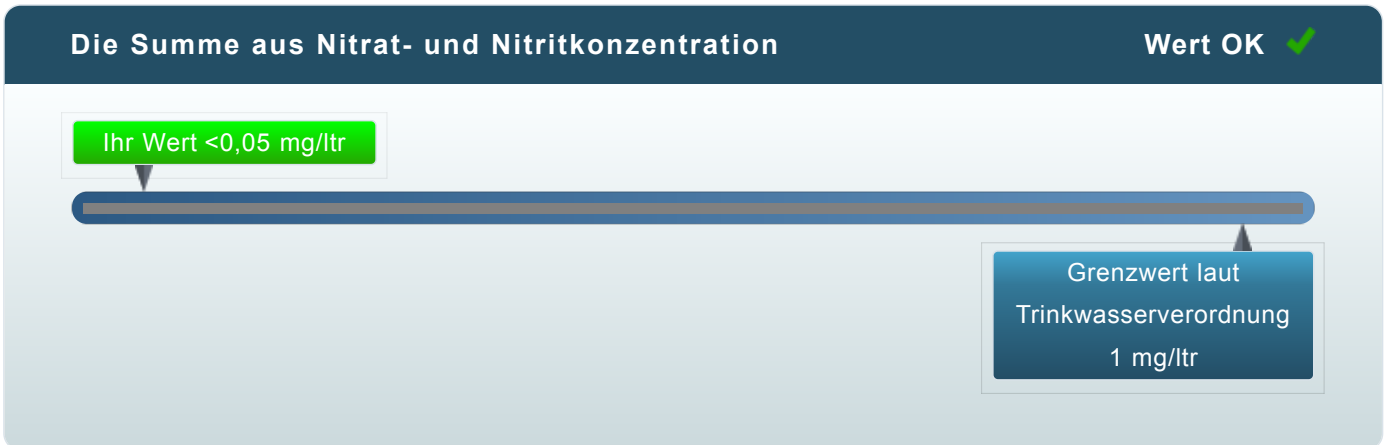 Die Summe aus Nitrat- und Nitritkonzentration
Wert OK
Ihr Wert <0,05 mg/ltr
Grenzwert laut
Trinkwasserverordnung
1 mg/ltr